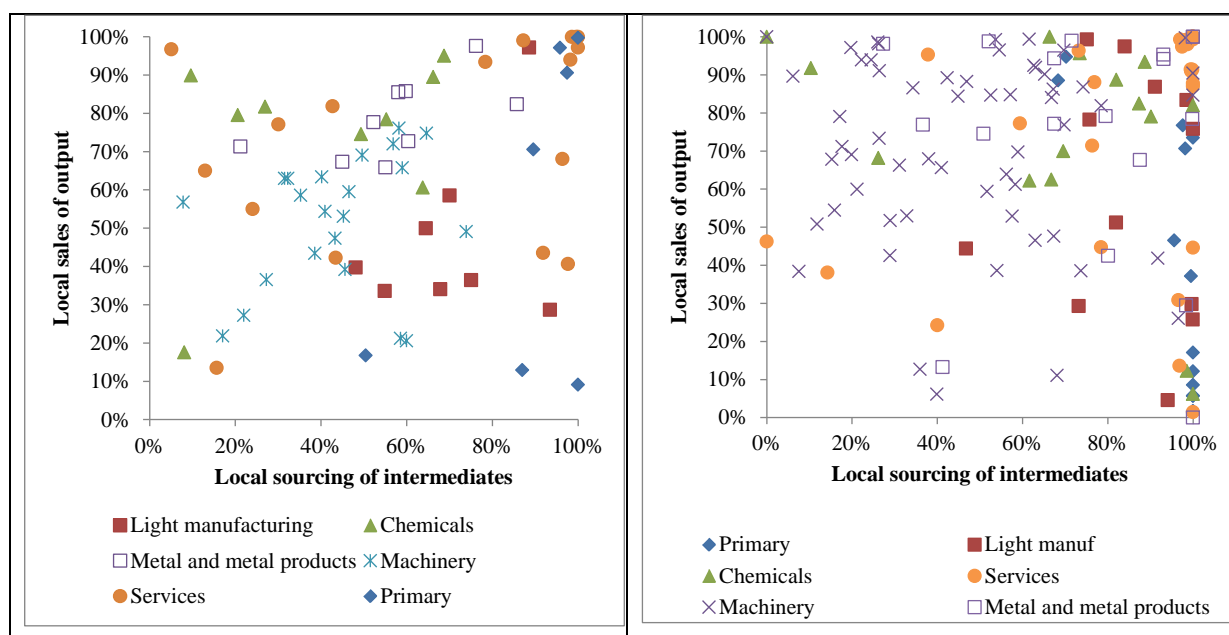 100%
90%
80%
70%
60%
50%
40%
30%
20%
10%
0%
Local sales of output
0% 20% 40% 60% 80% 100%
Local sourcing of intermediates
Light manufacturing Chemicals
Metal and metal products Machinery
Services Primary
100%
90%
80%
70%
60%
50%
40%
30%
20%
10%
0%
Local sales of output
0% 20% 40% 60% 80% 100%
Local sourcing of intermediates
Primary Light manuf
Chemicals Services
Machinery Metal and metal products